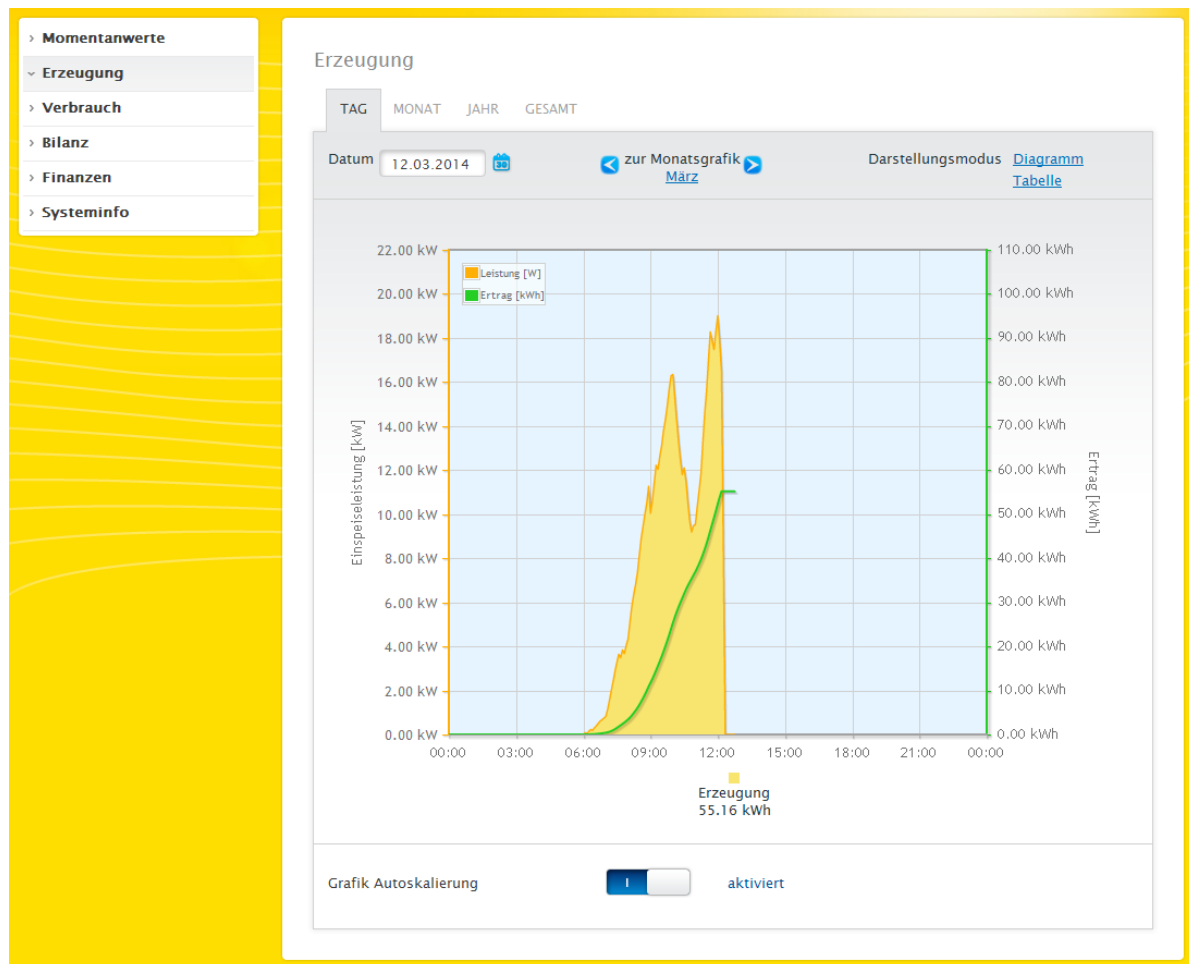 Momentanwerte
Erzeugung
Verbrauch
Bilanz
Finanzen
Systeminfo
Erzeugung
TAG MONAT JAHR GESAMT
Datum 12.03.2014 30 zur Monatsgrafik Darstellungsmodus Diagramm
März Tabelle
22.00 kW 110.00 kWh
Leistung [W]
20.00 kW Ertrag [kWh] 100.00 kWh
18.00 kW 90.00 kWh
16.00 kW 80.00 kWh
14.00 kW 70.00 kWh
12.00 kW 60.00 kWh
10.00 kW 50.00 kWh
8.00 kW 40.00 kWh
6.00 kW 30.00 kWh
4.00 kW 20.00 kWh
2.00 kW 10.00 kWh
0.00 kW 0.00 kWh
Einspeiseleistung [kW]
Ertrag [kWh]
00:00 03:00 06:00 09:00 12:00 15:00 18:00 21:00 00:00
Erzeugung
55.16 kWh
Grafik Autoskalierung I aktiviert